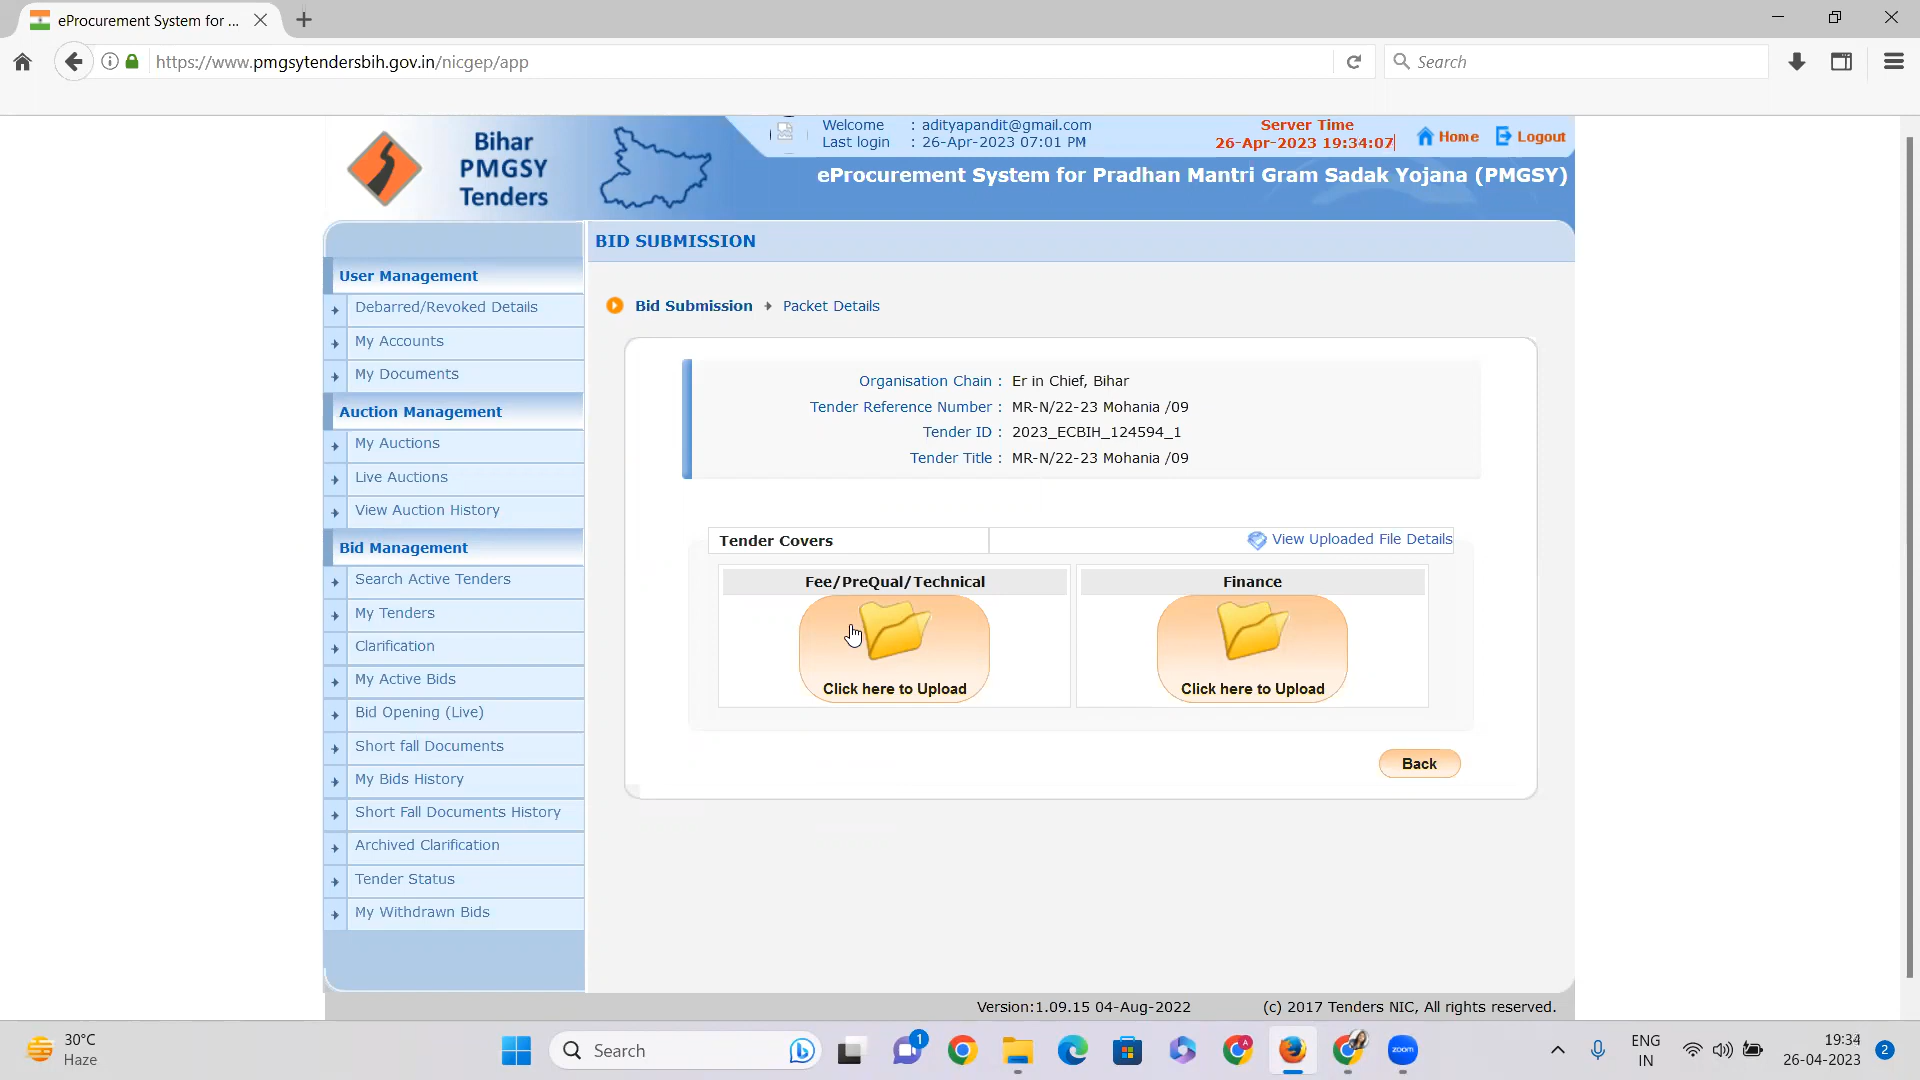 eProcurement System for ...
https://www.pmgsytendersbih.gov.in/nicgep/app
Search
Bihar
PMGSY
Tenders
Welcome : adityapandit@gmail.com
Last login : 26-Apr-2023 07:01 PM
Server Time
26-Apr-2023 19:34:07
Home
Logout
eProcurement System for Pradhan Mantri Gram Sadak Yojana (PMGSY)
User Management
Debarred/Revoked Details
My Accounts
My Documents
Auction Management
My Auctions
Live Auctions
View Auction History
Bid Management
Search Active Tenders
My Tenders
Clarification
My Active Bids
Bid Opening (Live)
Short fall Documents
My Bids History
Short Fall Documents History
Archived Clarification
Tender Status
My Withdrawn Bids
BID SUBMISSION
Bid Submission Packet Details
Organisation Chain : Er in Chief, Bihar
Tender Reference Number : MR-N/22-23 Mohania /09
Tender ID : 2023_ECBIH_124594_1
Tender Title : MR-N/22-23 Mohania /09
Tender Covers
View Uploaded File Details
Fee/PreQual/Technical
Click here to Upload
Finance
Click here to Upload
Back
Version:1.09.15 04-Aug-2022
(c) 2017 Tenders NIC, All rights reserved.
30°C
Haze
Search
1
A
zoom
ENG
IN
19:34
26-04-2023
2